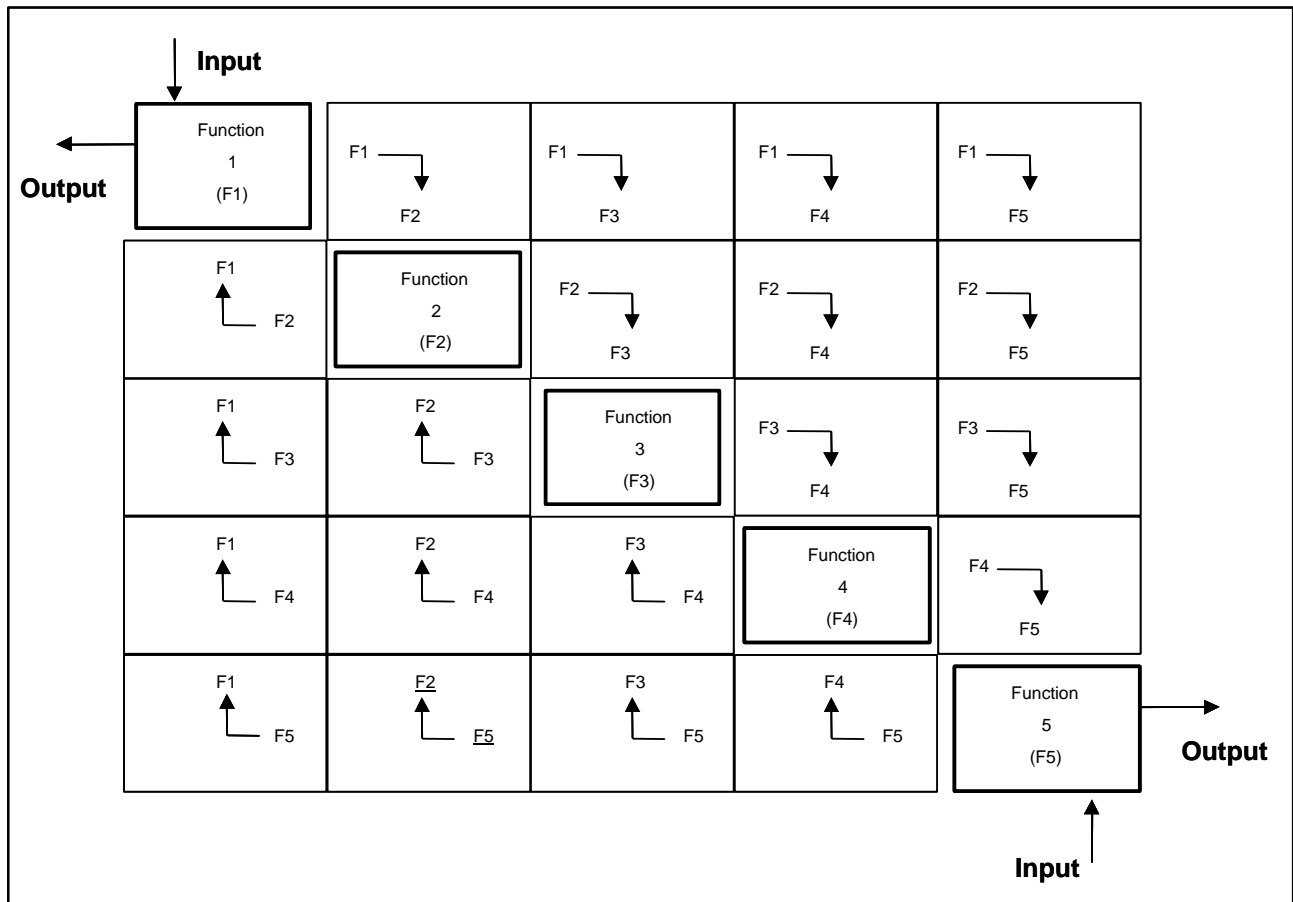 Input
Output
Function
1
(F1)
F1
F2
F1
F3
F1
F4
F1
F5
F1
F2
Function
2
(F2)
F2
F3
F2
F4
F2
F5
F1
F3
F2
F3
Function
3
(F3)
F3
F4
F3
F5
F1
F4
F2
F4
F3
F4
Function
4
(F4)
F4
F5
F1
F5
F2
F5
F3
F5
F4
F5
Function
5
(F5)
Output
Input